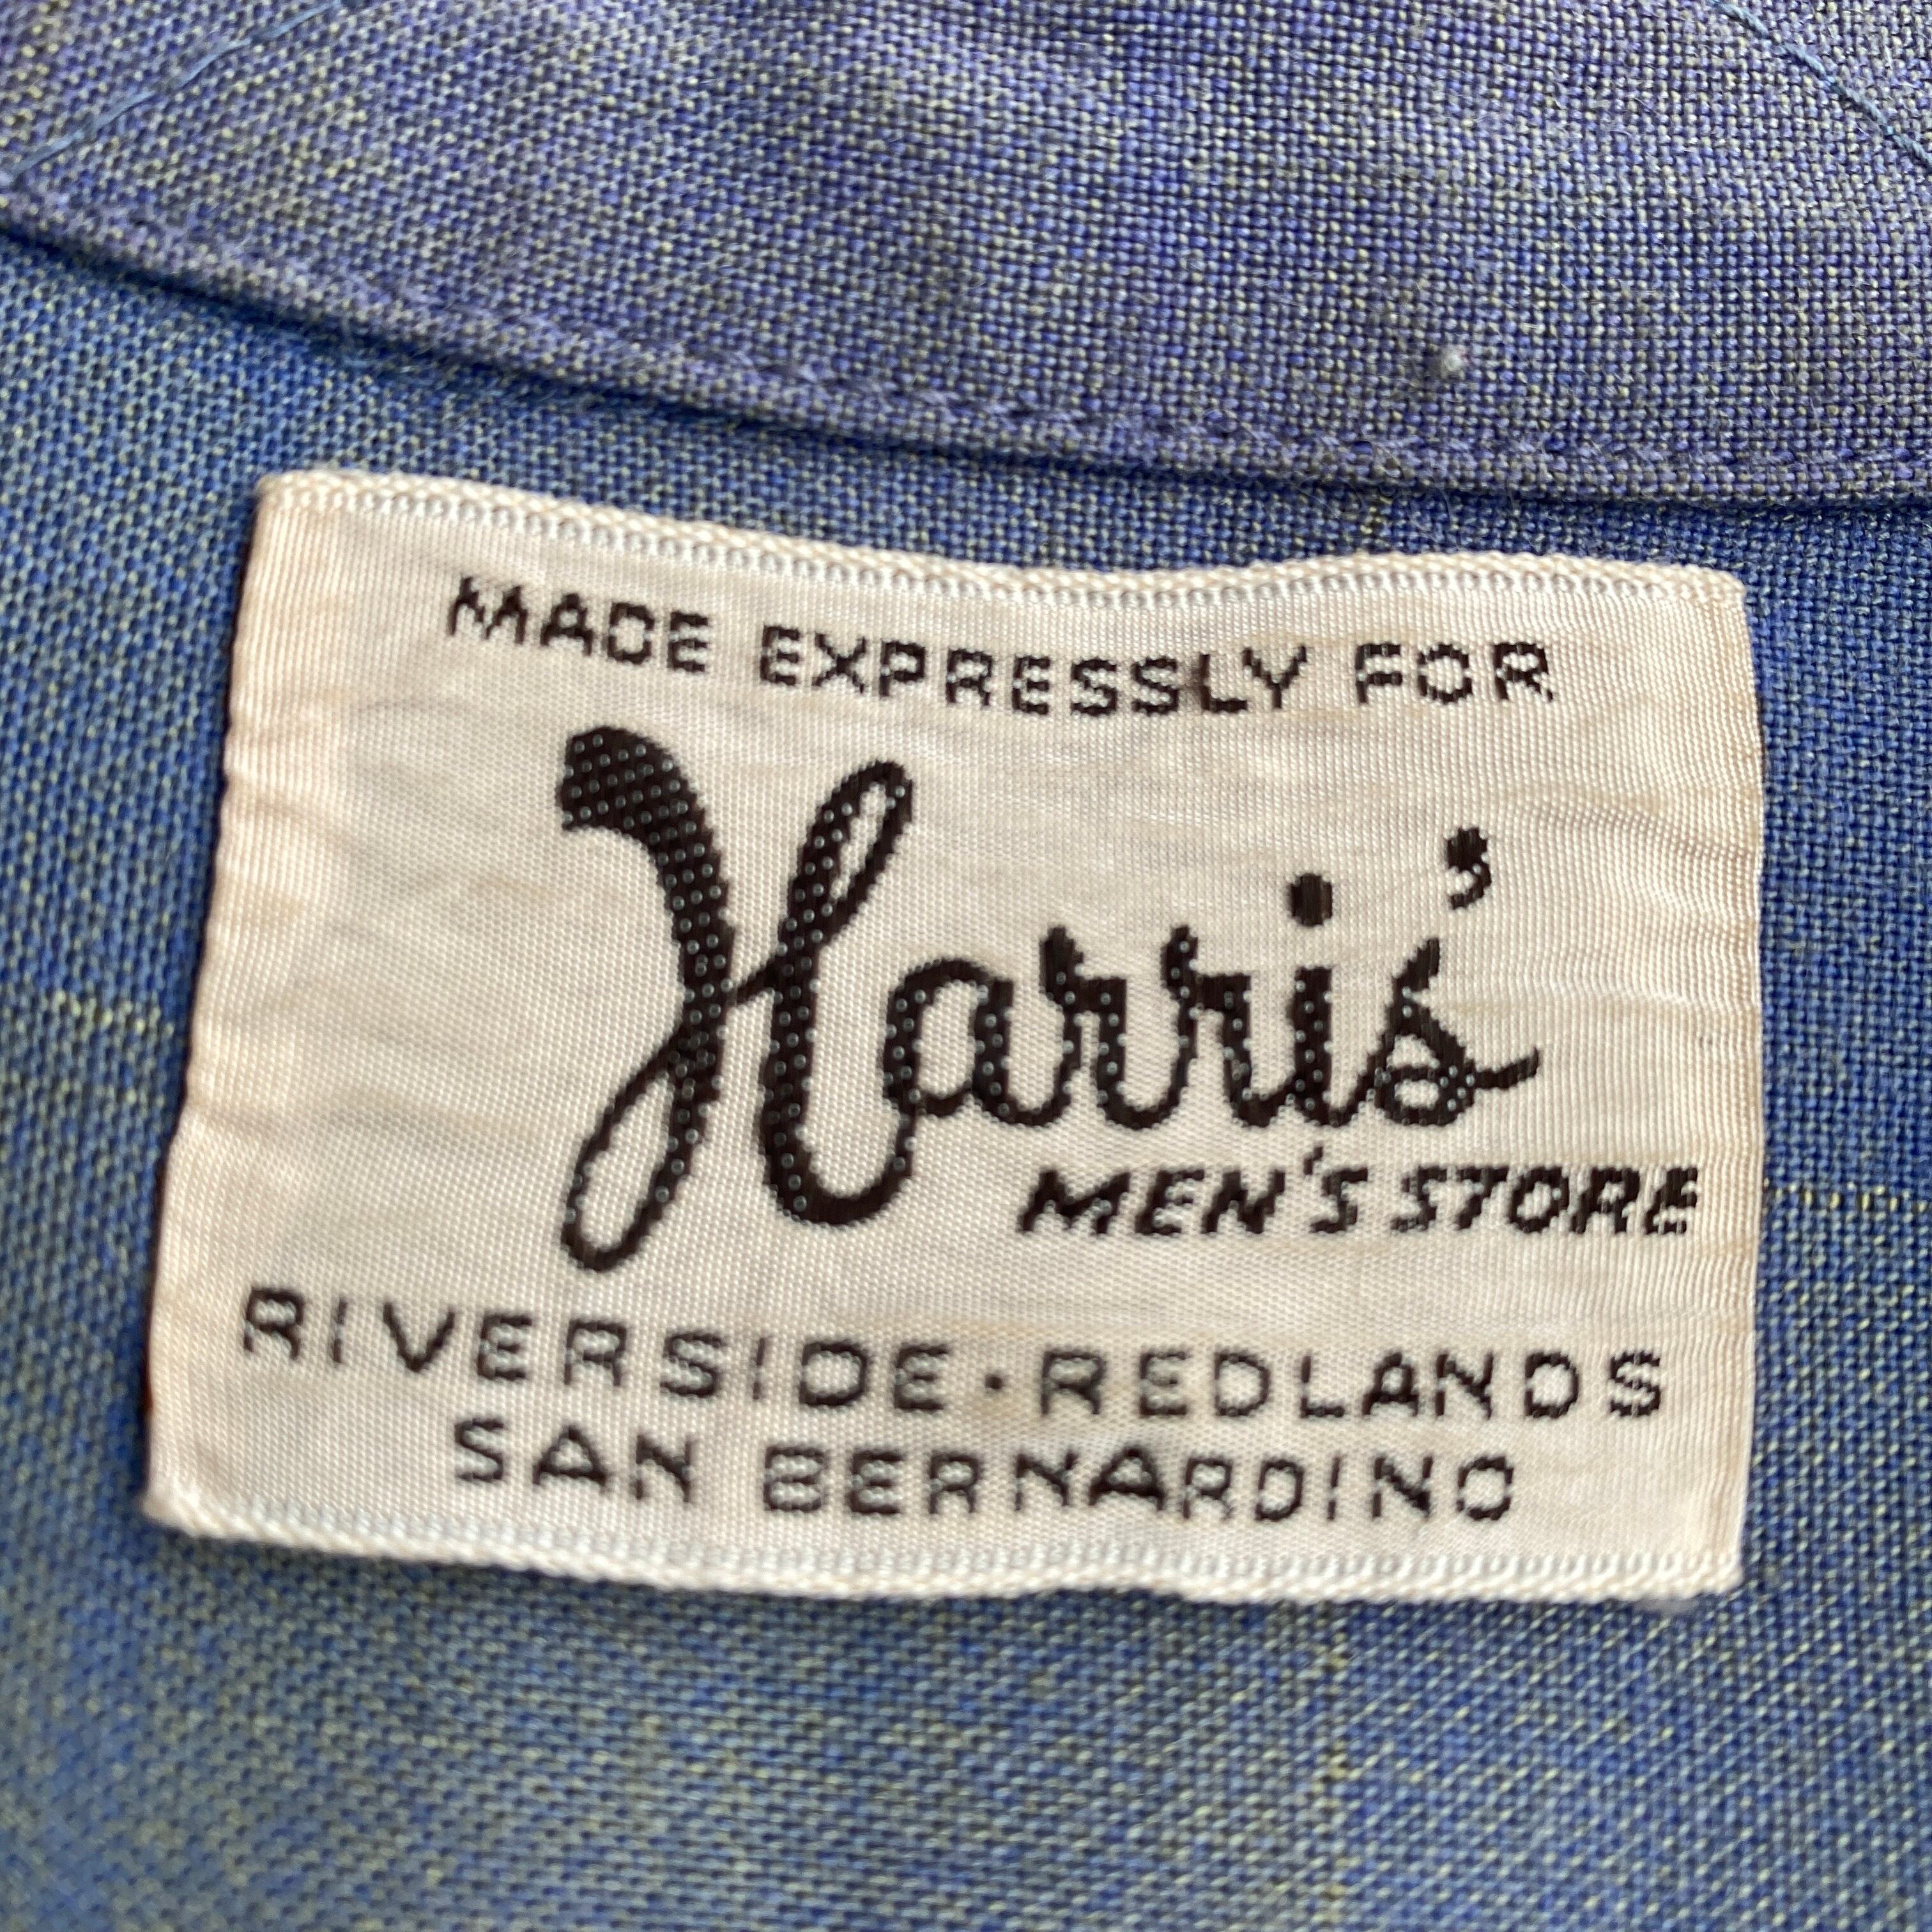 MADE EXPRESSLY FOR
Harris'
MEN'S STORE
RIVERSIDE · REDLANDS
SAN BERNARDINO